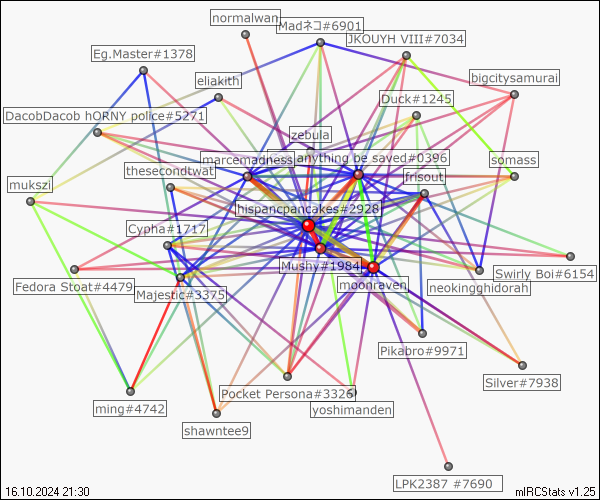 normalwan
Madネコ#6901
JKOUYH VIII#7034
Eg.Master#1378
eliakith
bigcitysamurai
Duck#1245
DacobDacob hORNY police#5271
zebula
marcemadness
anything be saved#0396
somass
thesecondtwat
frisout
mukszi
hispancpancakes#2928
Cypha#1717
Mushy#1984
Swirly Boi#6154
Fedora Stoat#4479
Majestic#3375
moonraven
neokingghidorah
Pikabro#9971
Silver#7938
Pocket Persona#3326
ming#4742
yoshimanden
shawntee9
LPK2387 #7690
16.10.2024 21:30
mIRCStats v1.25